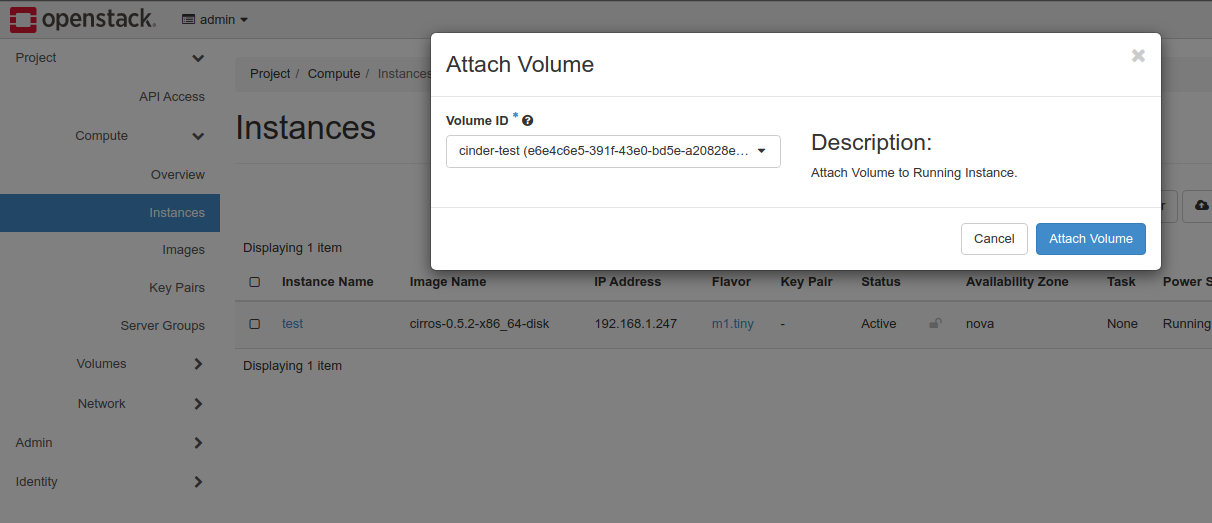 openstack.
admin
Project
API Access
Compute
Overview
Instances
Images
Key Pairs
Server Groups
Volumes
Network
Admin
Identity
Project / Compute / Instances
Instances
Displaying 1 item
Instance Name Image Name IP Address Flavor Key Pair Status Availability Zone Task Power S
test cirros-0.5.2-x86_64-disk 192.168.1.247 m1.tiny - Active nova None Running
Displaying 1 item
Attach Volume
Volume ID *
cinder-test (e6e4c6e5-391f-43e0-bd5e-a20828e...
Description:
Attach Volume to Running Instance.
Cancel
Attach Volume